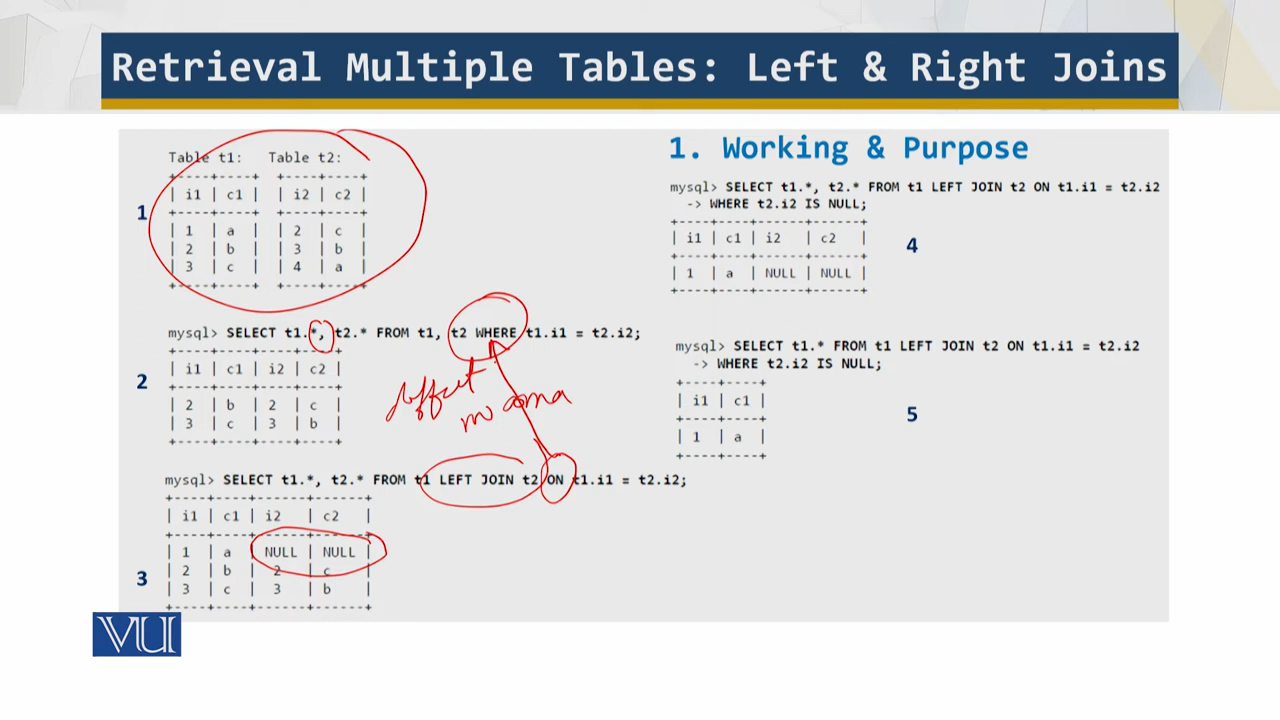 Retrieval Multiple Tables: Left & Right Joins
Table t1:   Table t2:
+----+----+  +----+----+
| i1 | c1 |  | i2 | c2 |
+----+----+  +----+----+
| 1 | a |  | 2 | c |
| 2 | b |  | 3 | b |
| 3 | c |  | 4 | a |
+----+----+  +----+----+
1
mysql> SELECT t1.*, t2.* FROM t1, t2 WHERE t1.i1 = t2.i2;
+----+----+----+----+
| i1 | c1 | i2 | c2 |
+----+----+----+----+
| 2 | b | 2 | c |
| 3 | c | 3 | b |
+----+----+----+----+
2
mysql> SELECT t1.*, t2.* FROM t1 LEFT JOIN t2 ON t1.i1 = t2.i2;
+----+----+------+------+
| i1 | c1 | i2 | c2 |
+----+----+------+------+
| 1 | a | NULL | NULL |
| 2 | b | 2 | c |
| 3 | c | 3 | b |
+----+----+------+------+
3
1. Working & Purpose
mysql> SELECT t1.*, t2.* FROM t1 LEFT JOIN t2 ON t1.i1 = t2.i2
-> WHERE t2.i2 IS NULL;
+----+----+------+------+
| i1 | c1 | i2 | c2 |
+----+----+------+------+
| 1 | a | NULL | NULL |
+----+----+------+------+
4
mysql> SELECT t1.* FROM t1 LEFT JOIN t2 ON t1.i1 = t2.i2
-> WHERE t2.i2 IS NULL;
+----+----+
| i1 | c1 |
+----+----+
| 1 | a |
+----+----+
5
VU